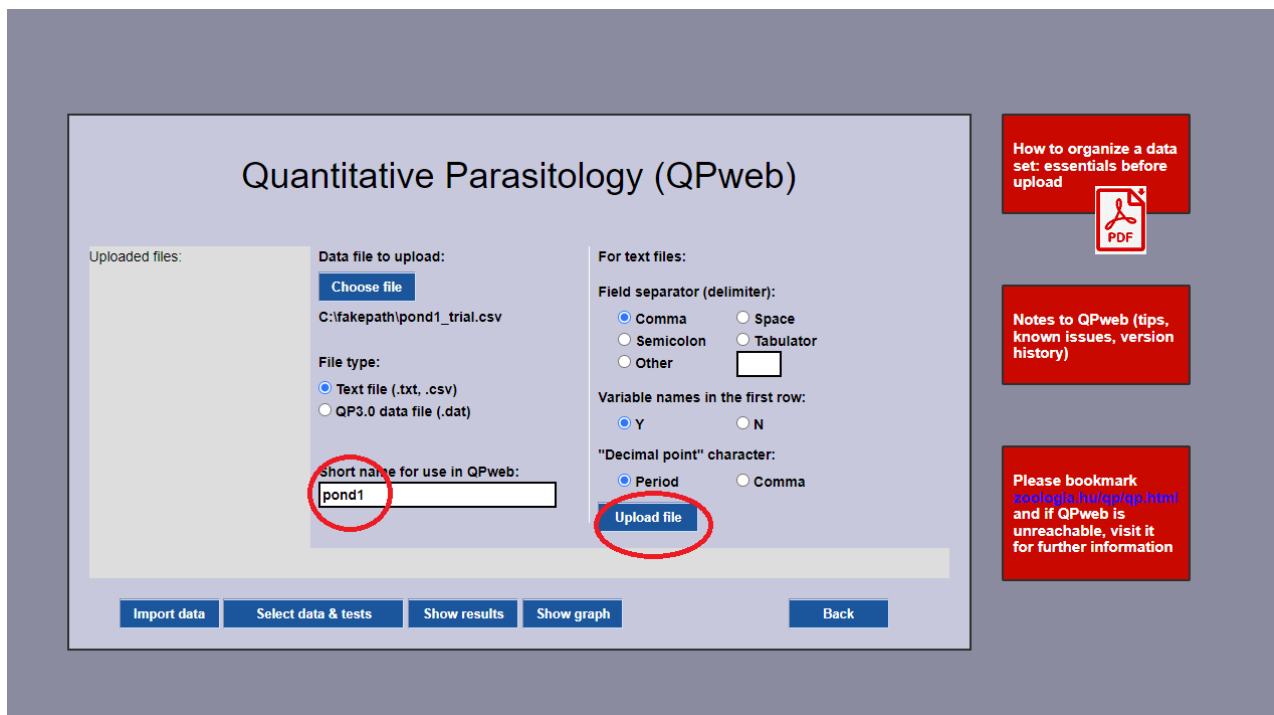 Quantitative Parasitology (QPweb)
Uploaded files:
Data file to upload:
Choose file
C:\fakepath\pond1_trial.csv
File type:
Text file (.txt, .csv)
QP3.0 data file (.dat)
Short name for use in QPweb:
pond1
For text files:
Field separator (delimiter):
Comma Space
Semicolon Tabulator
Other
Variable names in the first row:
Y N
"Decimal point" character:
Period Comma
Upload file
Import data Select data & tests Show results Show graph Back
How to organize a data
set: essentials before
upload
PDF
Notes to QPweb (tips,
known issues, version
history)
Please bookmark
zoologia.hu/qp/qp.html
and if QPweb is
unreachable, visit it
for further information